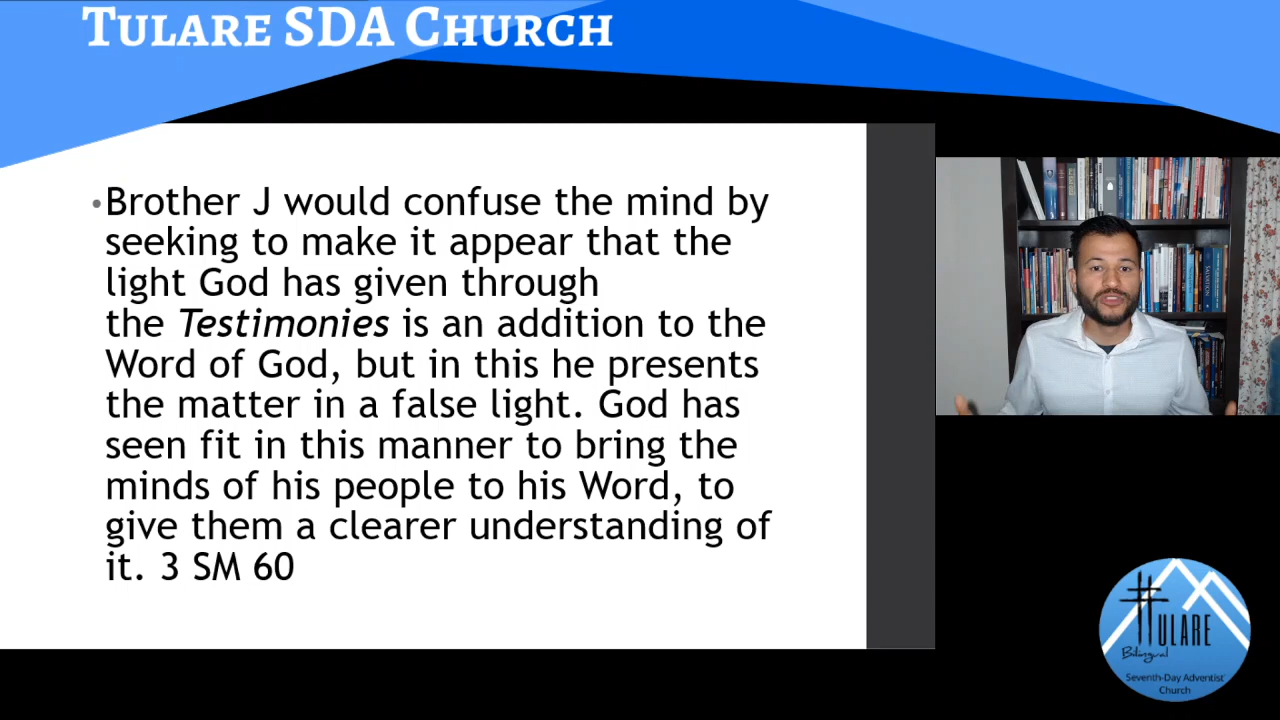 TULARE SDA CHURCH
•Brother J would confuse the mind by
seeking to make it appear that the
light God has given through
the Testimonies is an addition to the
Word of God, but in this he presents
the matter in a false light. God has
seen fit in this manner to bring the
minds of his people to his Word, to
give them a clearer understanding of
it. 3 SM 60
SALVATION
TULARE
Bilingual
Seventh-Day Adventist
Church